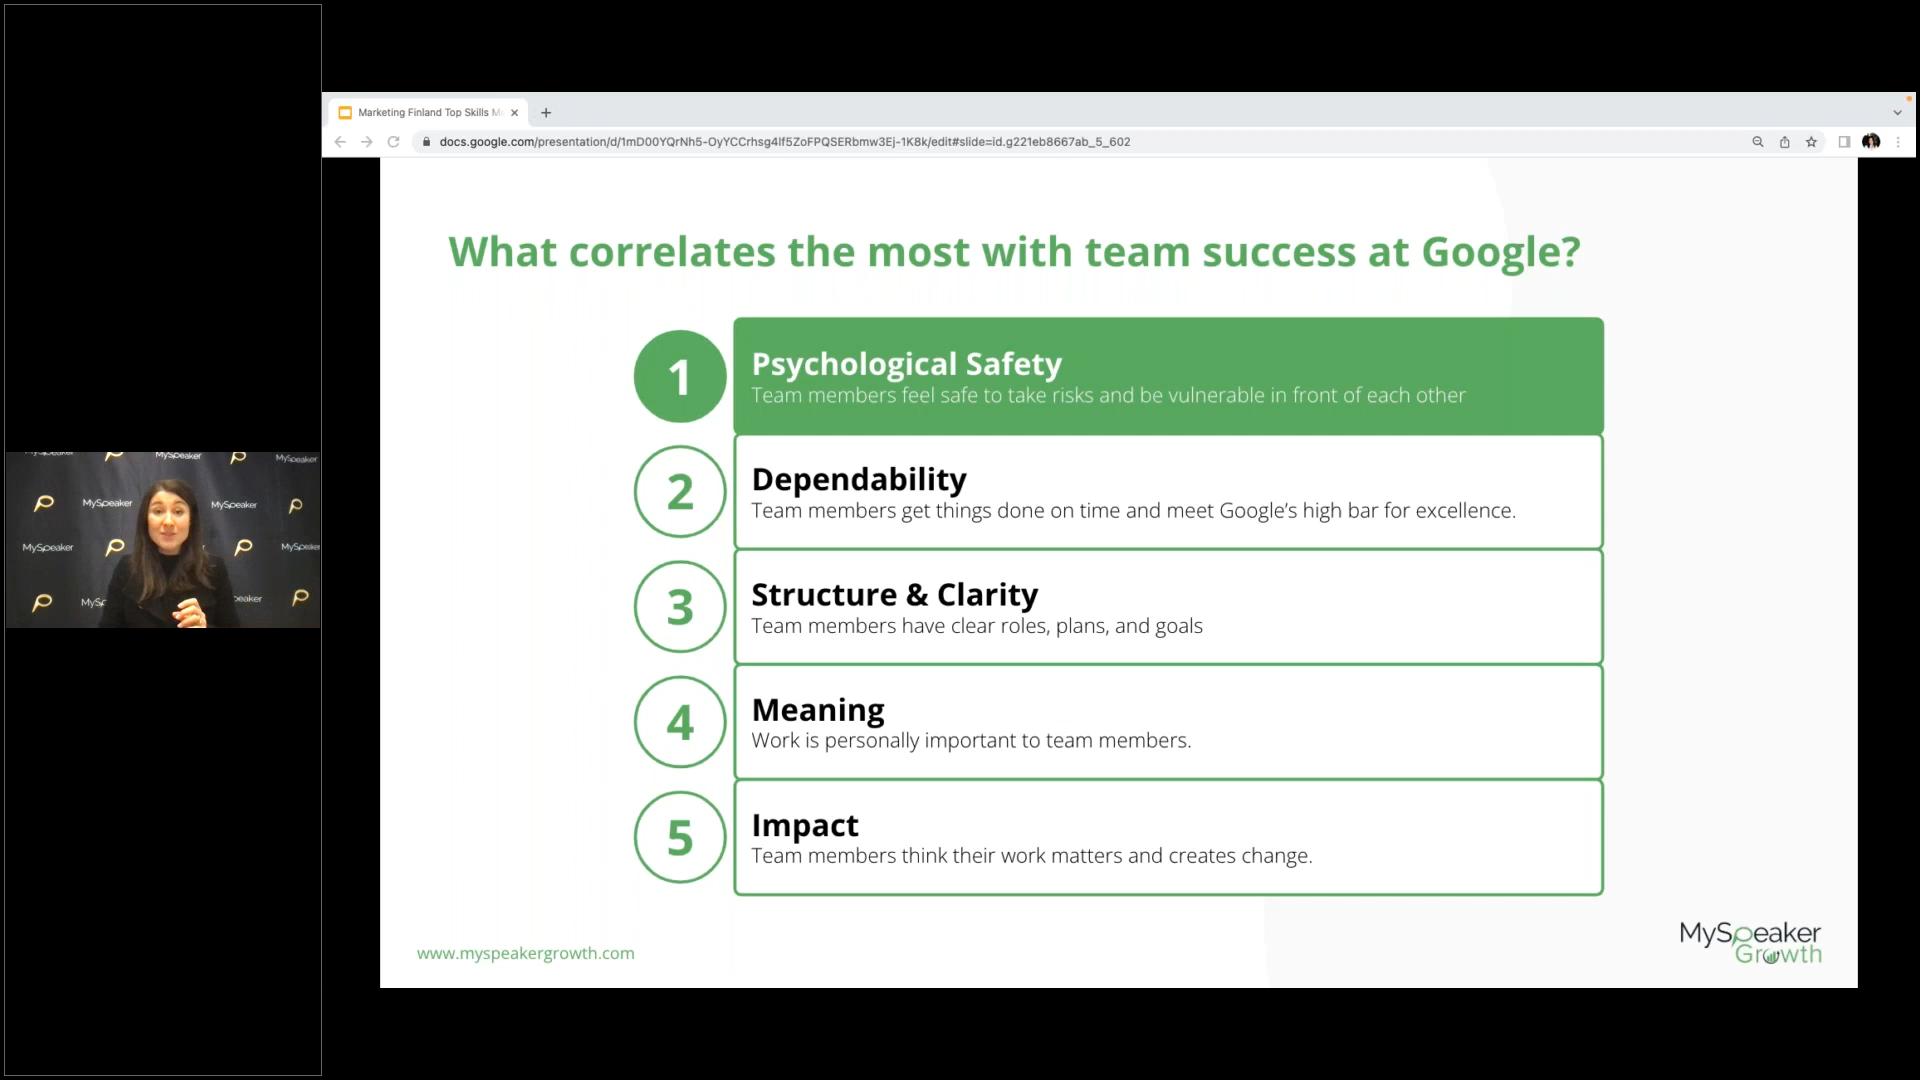 Marketing Finland Top Skills M
docs.google.com/presentation/d/1mD00YQrNh5-OyYCCrhsg4lf5ZoFPQSERbmw3Ej-1K8k/edit#slide=id.g221eb8667ab_5_602
What correlates the most with team success at Google?
1
Psychological Safety
Team members feel safe to take risks and be vulnerable in front of each other
2
Dependability
Team members get things done on time and meet Google’s high bar for excellence.
3
Structure & Clarity
Team members have clear roles, plans, and goals
4
Meaning
Work is personally important to team members.
5
Impact
Team members think their work matters and creates change.
www.myspeakergrowth.com
MySpeaker
Growth
MySpeaker MySpeaker MySpeaker
MySpeaker MySpeaker
MySpeaker MySpeaker
MySp peaker